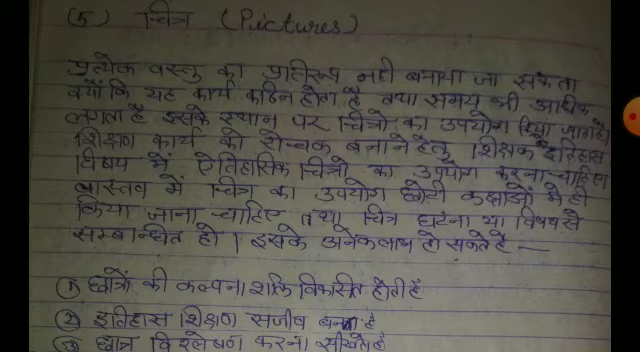 (5) चित्र (Pictures)
प्रत्येक वस्तु का प्रतिरूप नही बनाया जा सकता
क्यों कि यह कार्य कठिन होता है तथा समय भी अधिक
लगता है इसके स्थान पर चित्रो का उपयोग किया जाता है।
शिक्षण कार्य को रोचक बनाने हेतु शिक्षक इतिहास
विषय में ऐतिहासिक चित्रो का उपयोग करना चाहिए
वास्तव में चित्र का उपयोग छोटी कक्षाओं मे ही
किया जाना चाहिए तथा चित्र घटना या विषय से
सम्बान्धित हो। इसके अनेक लाभ हो सकते है —
① छात्रों की कल्पना शक्ति विकसित होती है
② इतिहास शिक्षण सजीव बनता है
③ छात्र विश्लेषण करना सीखते है